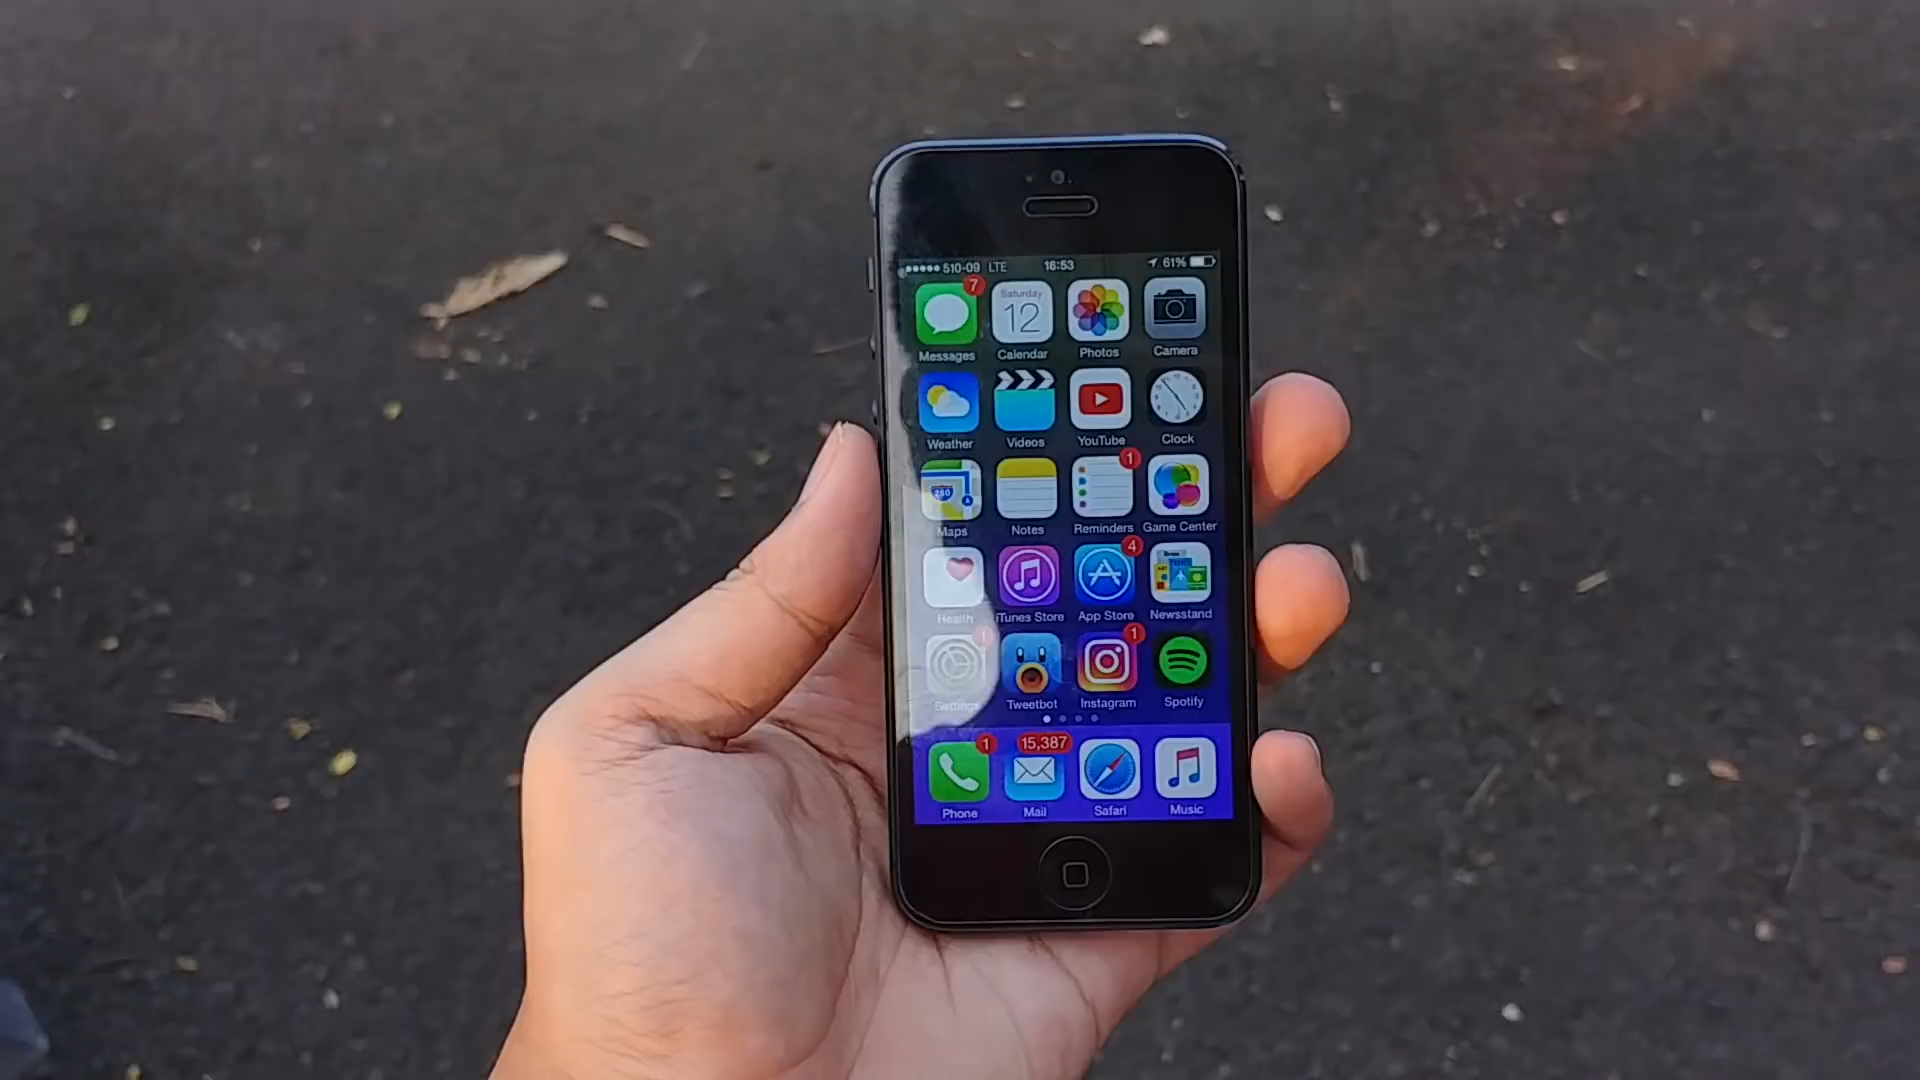 510-09 LTE 16:53 61%
7
Saturday
12
Messages Calendar Photos Camera
Weather Videos YouTube Clock
280
1
Maps Notes Reminders Game Center
4
Health iTunes Store App Store Newsstand
1 1
Settings Tweetbot Instagram Spotify
1 15,387
Phone Mail Safari Music